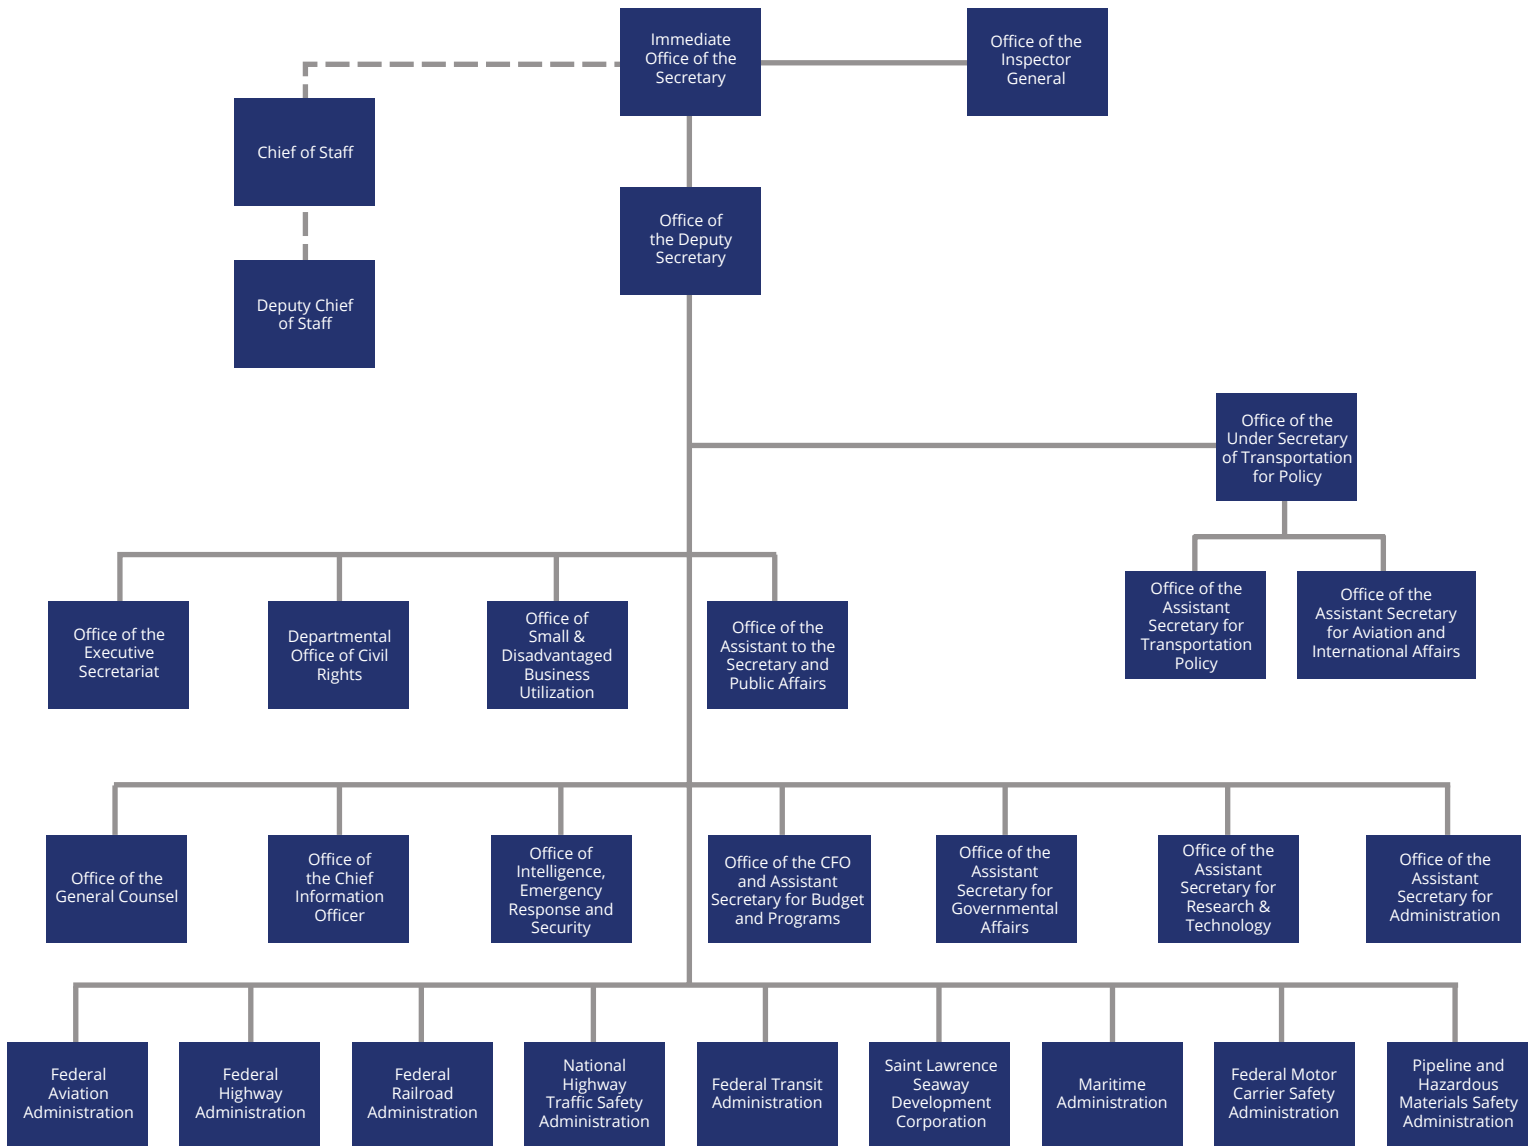 Immediate
Office of the
Secretary
Office of the
Inspector
General
Chief of Staff
Office of
the Deputy
Secretary
Deputy Chief
of Staff
Office of the
Under Secretary
of Transportation
for Policy
Office of the
Assistant
Secretary for
Transportation
Policy
Office of the
Assistant Secretary
for Aviation and
International Affairs
Office of the
Executive
Secretariat
Departmental
Office of Civil
Rights
Office of
Small &
Disadvantaged
Business
Utilization
Office of the
Assistant to the
Secretary and
Public Affairs
Office of the
General Counsel
Office of
the Chief
Information
Officer
Office of
Intelligence,
Emergency
Response and
Security
Office of the CFO
and Assistant
Secretary for Budget
and Programs
Office of the
Assistant
Secretary for
Governmental
Affairs
Office of the
Assistant
Secretary for
Research &
Technology
Office of the
Assistant
Secretary for
Administration
Federal
Aviation
Administration
Federal
Highway
Administration
Federal
Railroad
Administration
National
Highway
Traffic Safety
Administration
Federal Transit
Administration
Saint Lawrence
Seaway
Development
Corporation
Maritime
Administration
Federal Motor
Carrier Safety
Administration
Pipeline and
Hazardous
Materials Safety
Administration